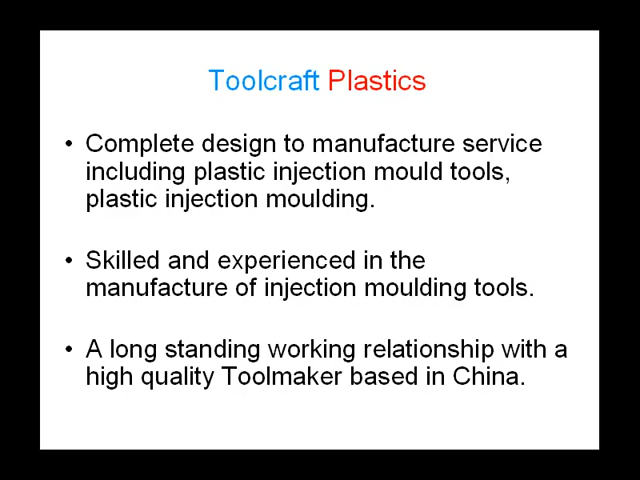 Toolcraft Plastics
• Complete design to manufacture service
including plastic injection mould tools,
plastic injection moulding.
• Skilled and experienced in the
manufacture of injection moulding tools.
• A long standing working relationship with a
high quality Toolmaker based in China.